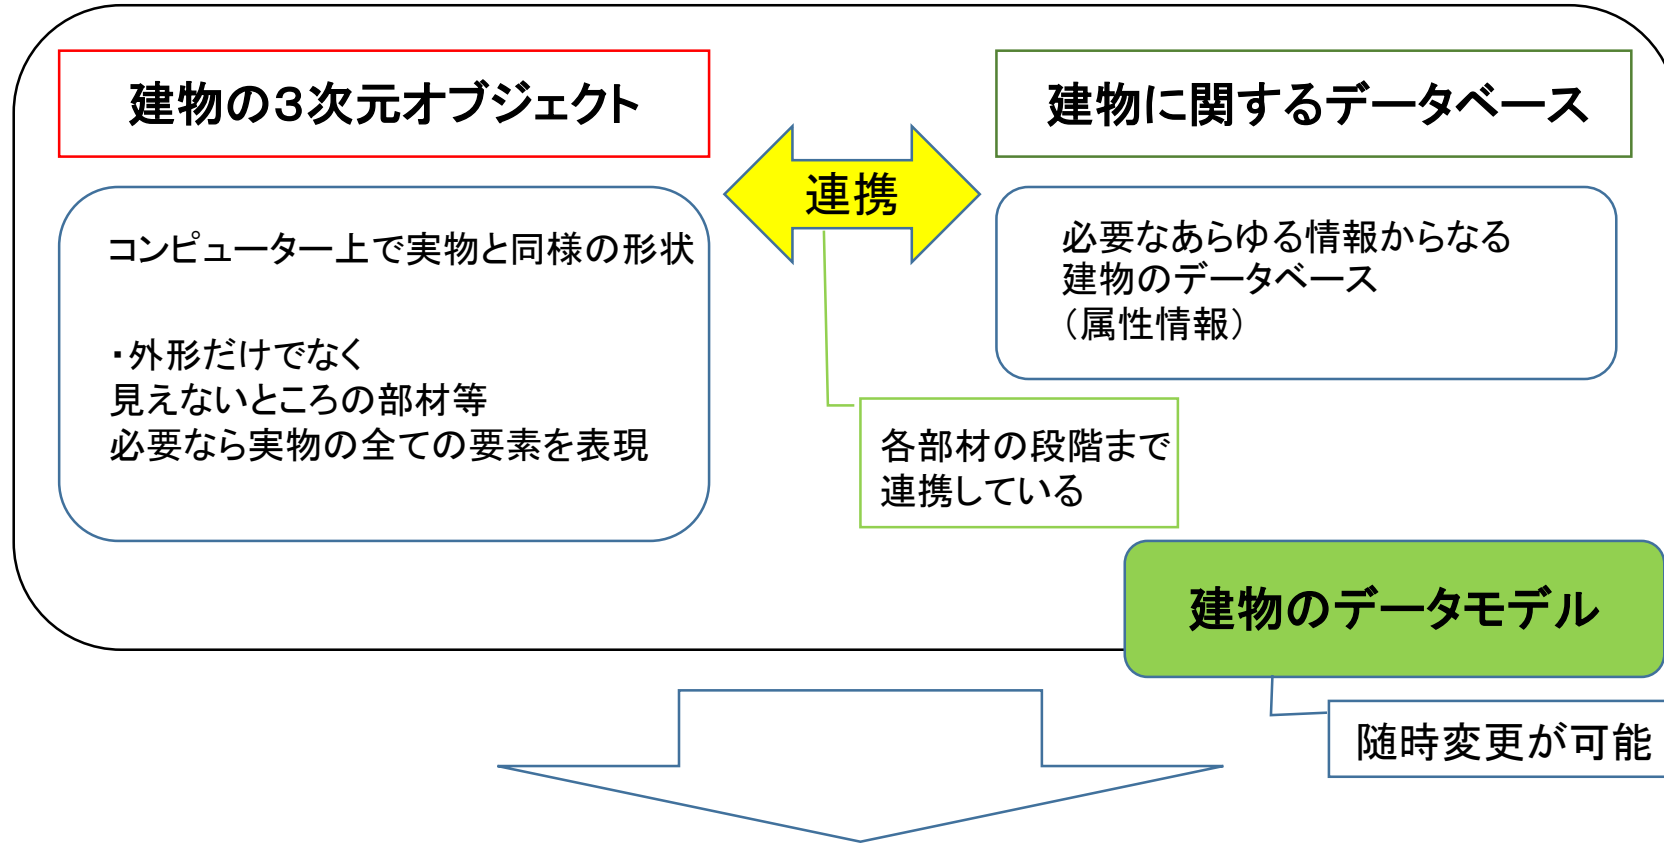 建物の３次元オブジェクト
建物に関するデータベース
連携
コンピューター上で実物と同様の形状
・外形だけでなく
見えないところの部材等
必要なら実物の全ての要素を表現
必要なあらゆる情報からなる
建物のデータベース
（属性情報）
各部材の段階まで
連携している
建物のデータモデル
随時変更が可能